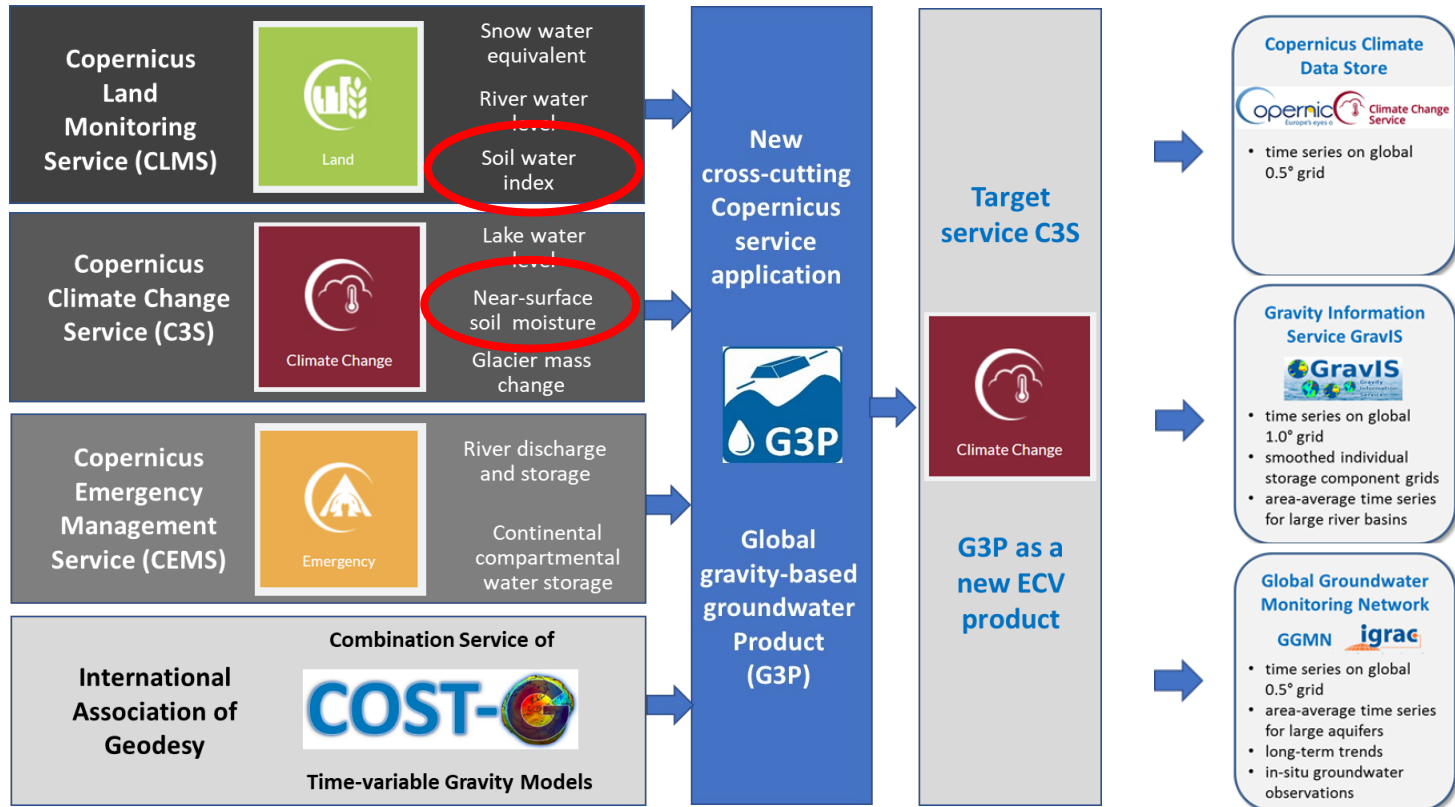 Copernicus
Land
Monitoring
Service (CLMS)
Land
Snow water
equivalent
River water
level
Soil water
index
Copernicus
Climate Change
Service (C3S)
Climate Change
Lake water
level
Near-surface
soil moisture
Glacier mass
change
Copernicus
Emergency
Management
Service (CEMS)
Emergency
River discharge
and storage
Continental
compartmental
water storage
International
Association of
Geodesy
Combination Service of
COST-G
Time-variable Gravity Models
New
cross-cutting
Copernicus
service
application
G3P
Global
gravity-based
groundwater
Product
(G3P)
Target
service C3S
Climate Change
G3P as a
new ECV
product
Copernicus Climate
Data Store
opernic
Europe's eyes o
Climate Change
Service
• time series on global
0.5° grid
Gravity Information
Service GravIS
GravIS
Gravity
Information
Service
• time series on global
1.0° grid
• smoothed individual
storage component grids
• area-average time series
for large river basins
Global Groundwater
Monitoring Network
GGMN igrac
• time series on global
0.5° grid
• area-average time series
for large aquifers
• long-term trends
• in-situ groundwater
observations